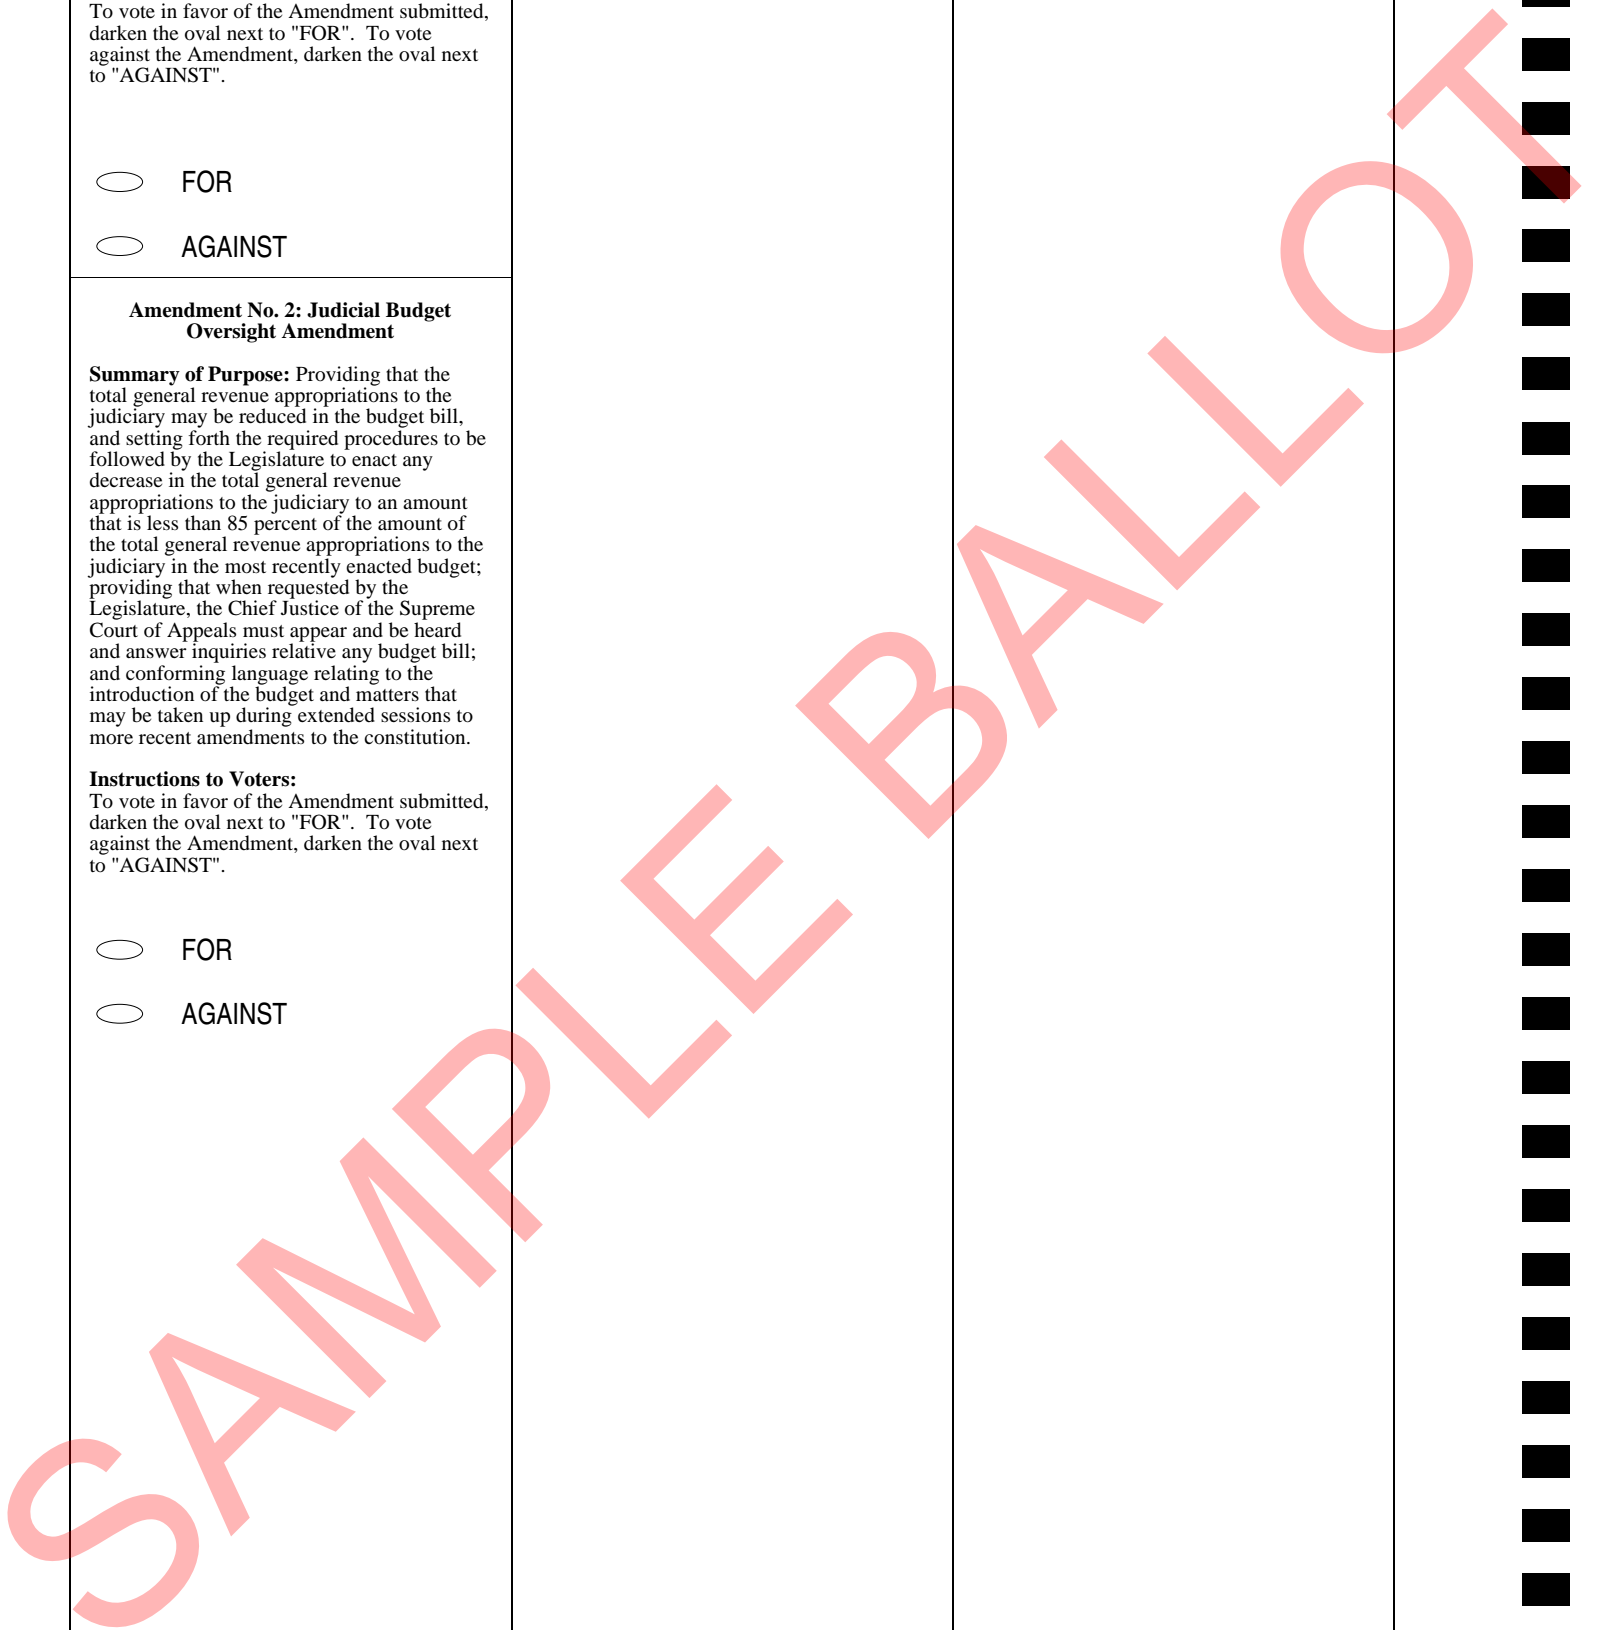 To vote in favor of the Amendment submitted,
darken the oval next to "FOR".  To vote
against the Amendment, darken the oval next
to "AGAINST".
FOR
AGAINST
Amendment No. 2: Judicial Budget
Oversight Amendment
Summary of Purpose: Providing that the
total general revenue appropriations to the
judiciary may be reduced in the budget bill,
and setting forth the required procedures to be
followed by the Legislature to enact any
decrease in the total general revenue
appropriations to the judiciary to an amount
that is less than 85 percent of the amount of
the total general revenue appropriations to the
judiciary in the most recently enacted budget;
providing that when requested by the
Legislature, the Chief Justice of the Supreme
Court of Appeals must appear and be heard
and answer inquiries relative any budget bill;
and conforming language relating to the
introduction of the budget and matters that
may be taken up during extended sessions to
more recent amendments to the constitution.
Instructions to Voters:
To vote in favor of the Amendment submitted,
darken the oval next to "FOR".  To vote
against the Amendment, darken the oval next
to "AGAINST".
FOR
AGAINST
SAMPLE BALLOT